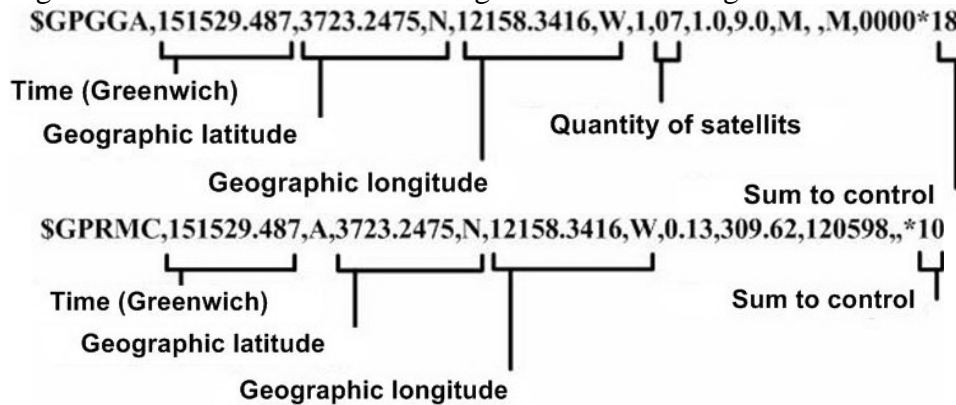 $GPGGA,151529.487,3723.2475,N,12158.3416,W,1,07,1.0,9.0,M, ,M,0000*18
Time (Greenwich)
Geographic latitude
Quantity of satellits
Geographic longitude
Sum to control
$GPRMC,151529.487,A,3723.2475,N,12158.3416,W,0.13,309.62,120598,,*10
Time (Greenwich)
Sum to control
Geographic latitude
Geographic longitude